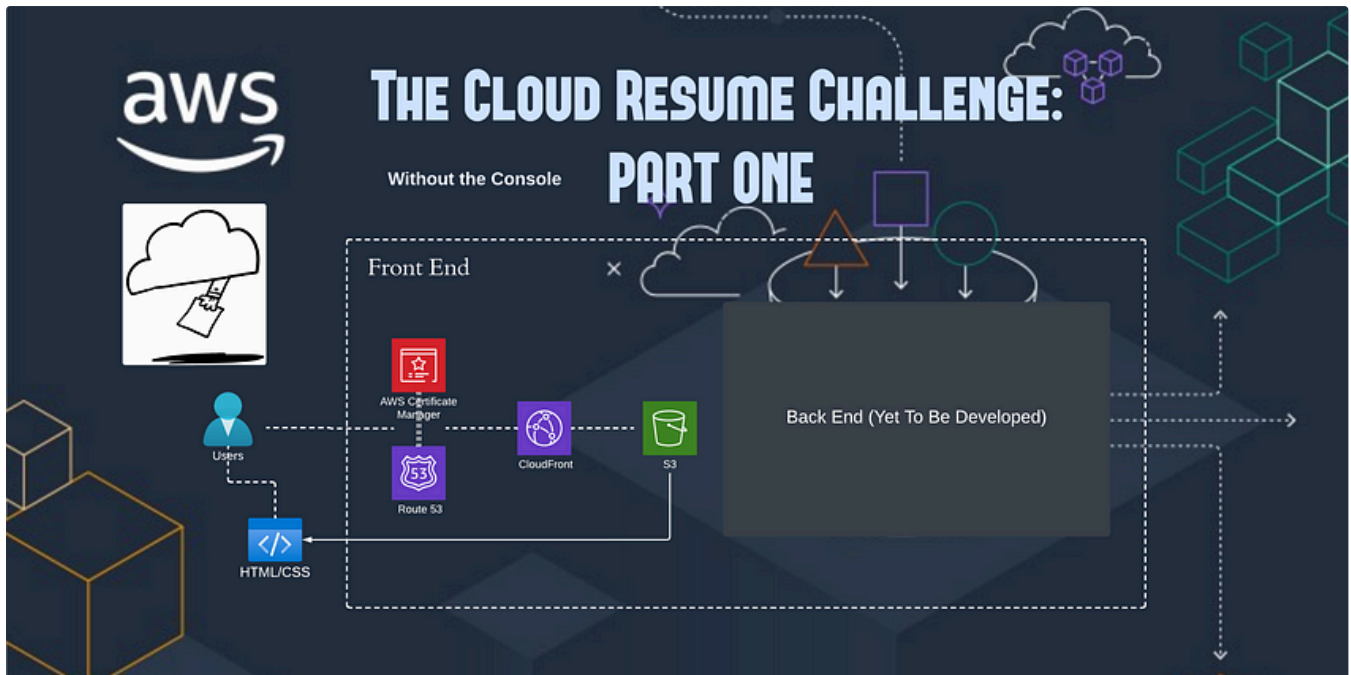 aws
THE CLOUD RESUME CHALLENGE:
PART ONE
Without the Console
Front End
AWS Certificate
Manager
Users
53
Route 53
CloudFront
S3
</>
HTML/CSS
Back End (Yet To Be Developed)